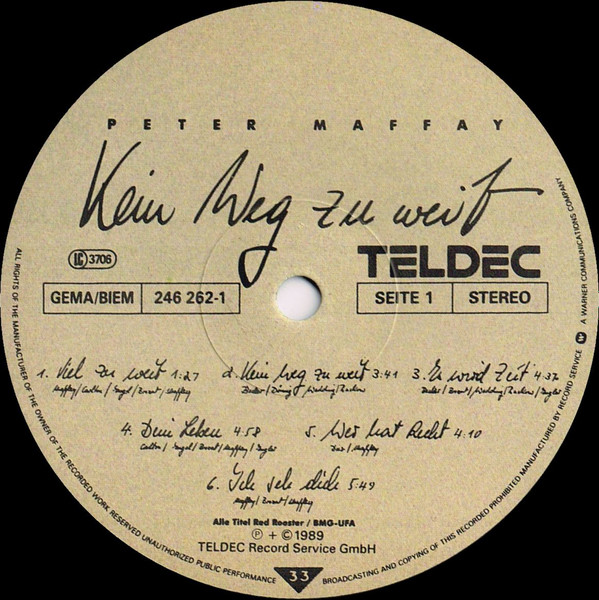 PETER MAFFAY
Kein Weg zu weit
LC 3706
TELDEC
GEMA/BIEM 246 262-1
SEITE 1 STEREO
1. Viel zu weit 1:27 2. Kein Weg zu weit 3:41 3. Es wird Zeit 4:37
4. Dein Leben 4:58 5. Wer hat Recht 4:10
6. Ich seh dich 5:49
Alle Titel Red Rooster / BMG-UFA
Ⓟ + © 1989
TELDEC Record Service GmbH
33
ALL RIGHTS OF THE MANUFACTURER OF THE OWNER OF THE RECORDED WORK RESERVED UNAUTHORIZED PUBLIC PERFORMANCE
BROADCASTING AND COPYING OF THIS RECORD PROHIBITED MANUFACTURED BY RECORD SERVICE A WARNER COMMUNICATIONS COMPANY